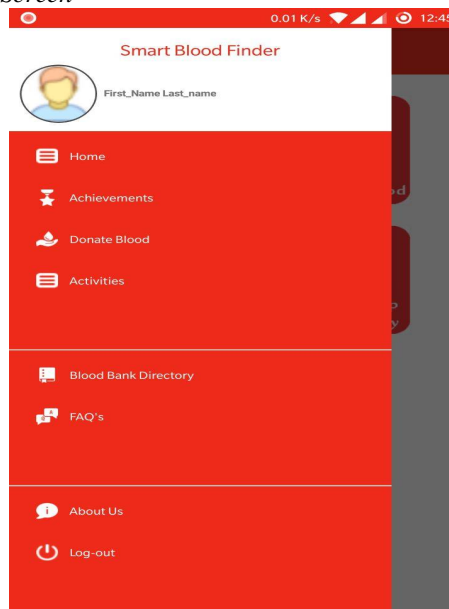 screen
0.01 K/s 12:45
Smart Blood Finder
First_Name Last_name
Home
Achievements
od
Donate Blood
Activities
p
y
Blood Bank Directory
FAQ's
About Us
Log-out